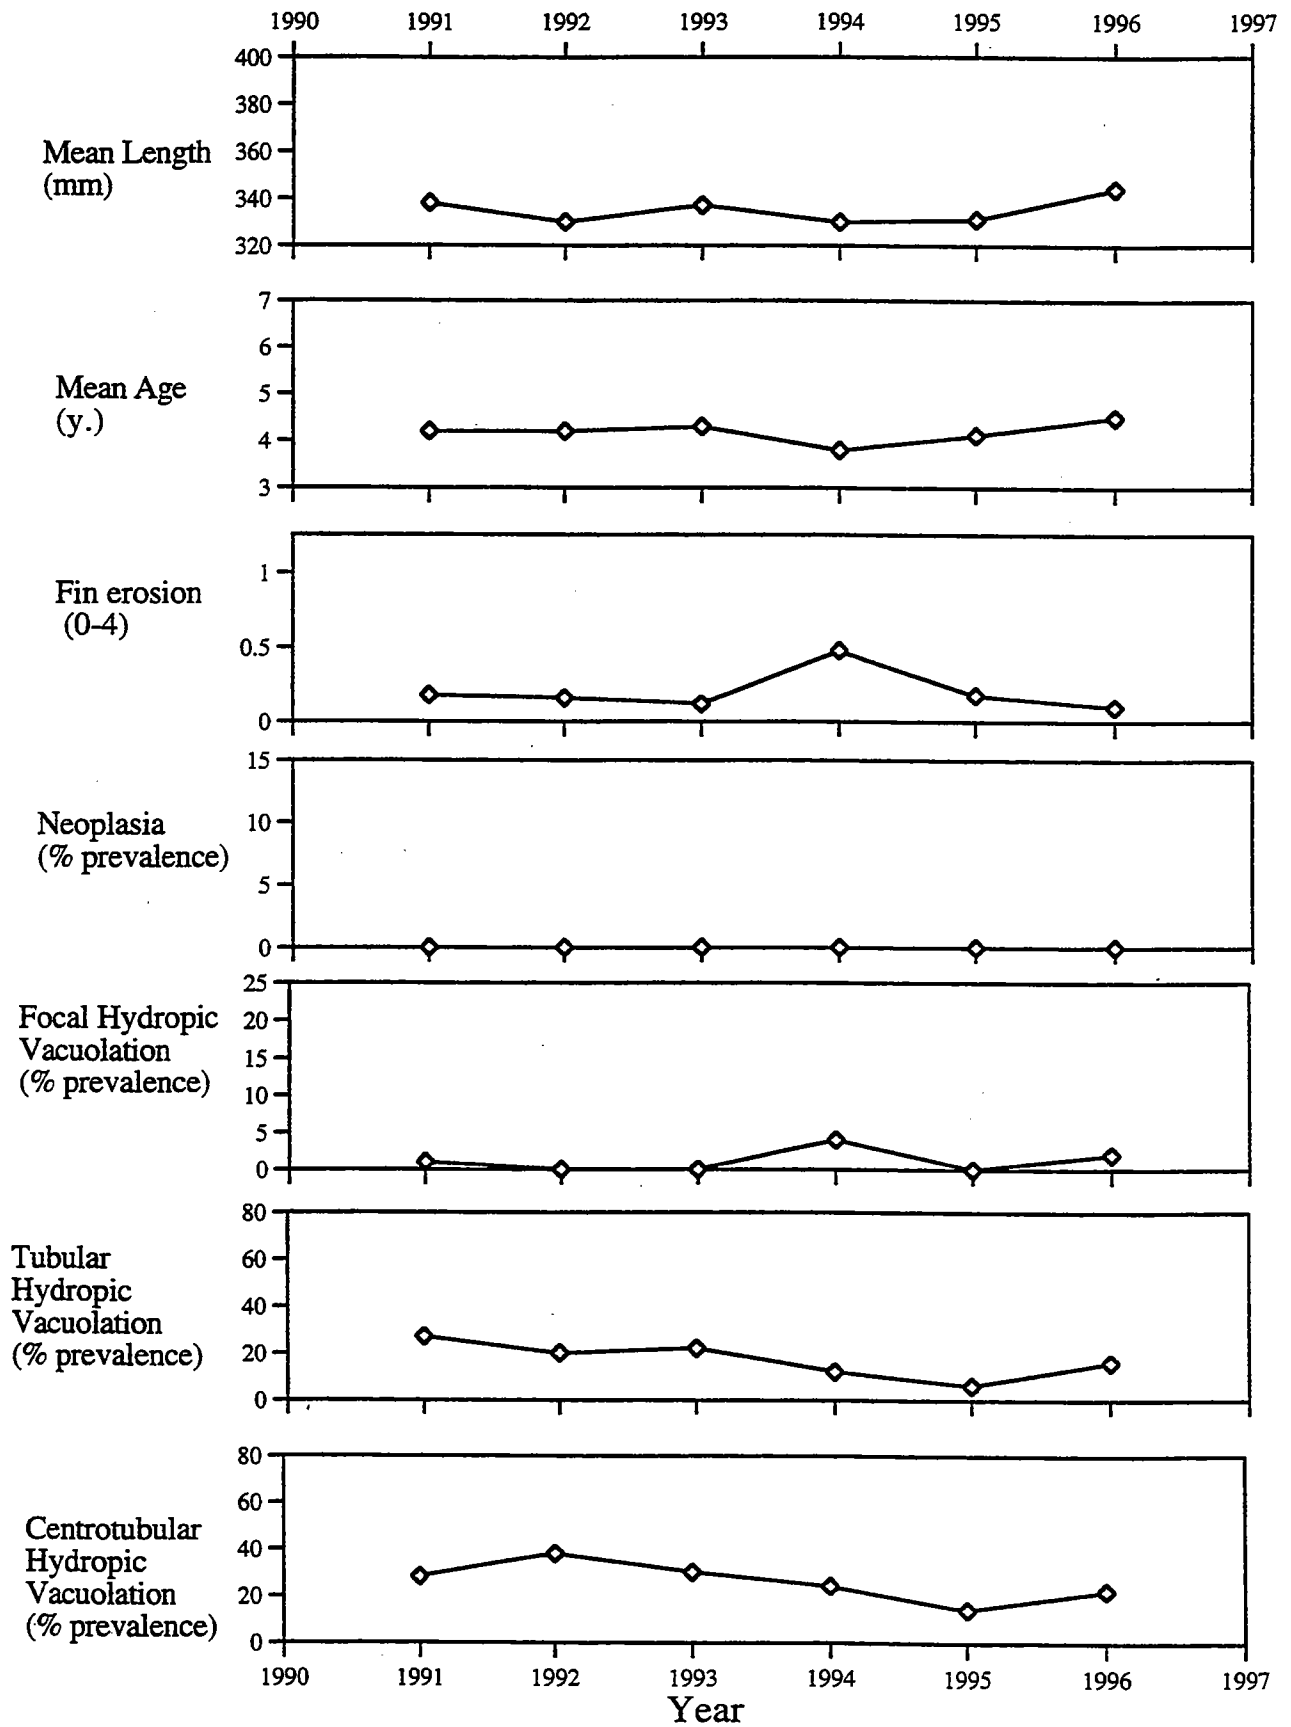 1990 1991 1992 1993 1994 1995 1996 1997
400
380
Mean Length 360
(mm)
340
320
7
6
Mean Age 5
(y.)
4
3
1
Fin erosion
(0-4)
0.5
0
15
Neoplasia 10
(% prevalence)
5
0
25
Focal Hydropic 20
Vacuolation 15
(% prevalence) 10
5
0
80
Tubular 60
Hydropic
Vacuolation 40
(% prevalence) 20
0
80
60
Centrotubular 40
Hydropic
Vacuolation 20
(% prevalence) 0
1990 1991 1992 1993 1994 1995 1996 1997
Year